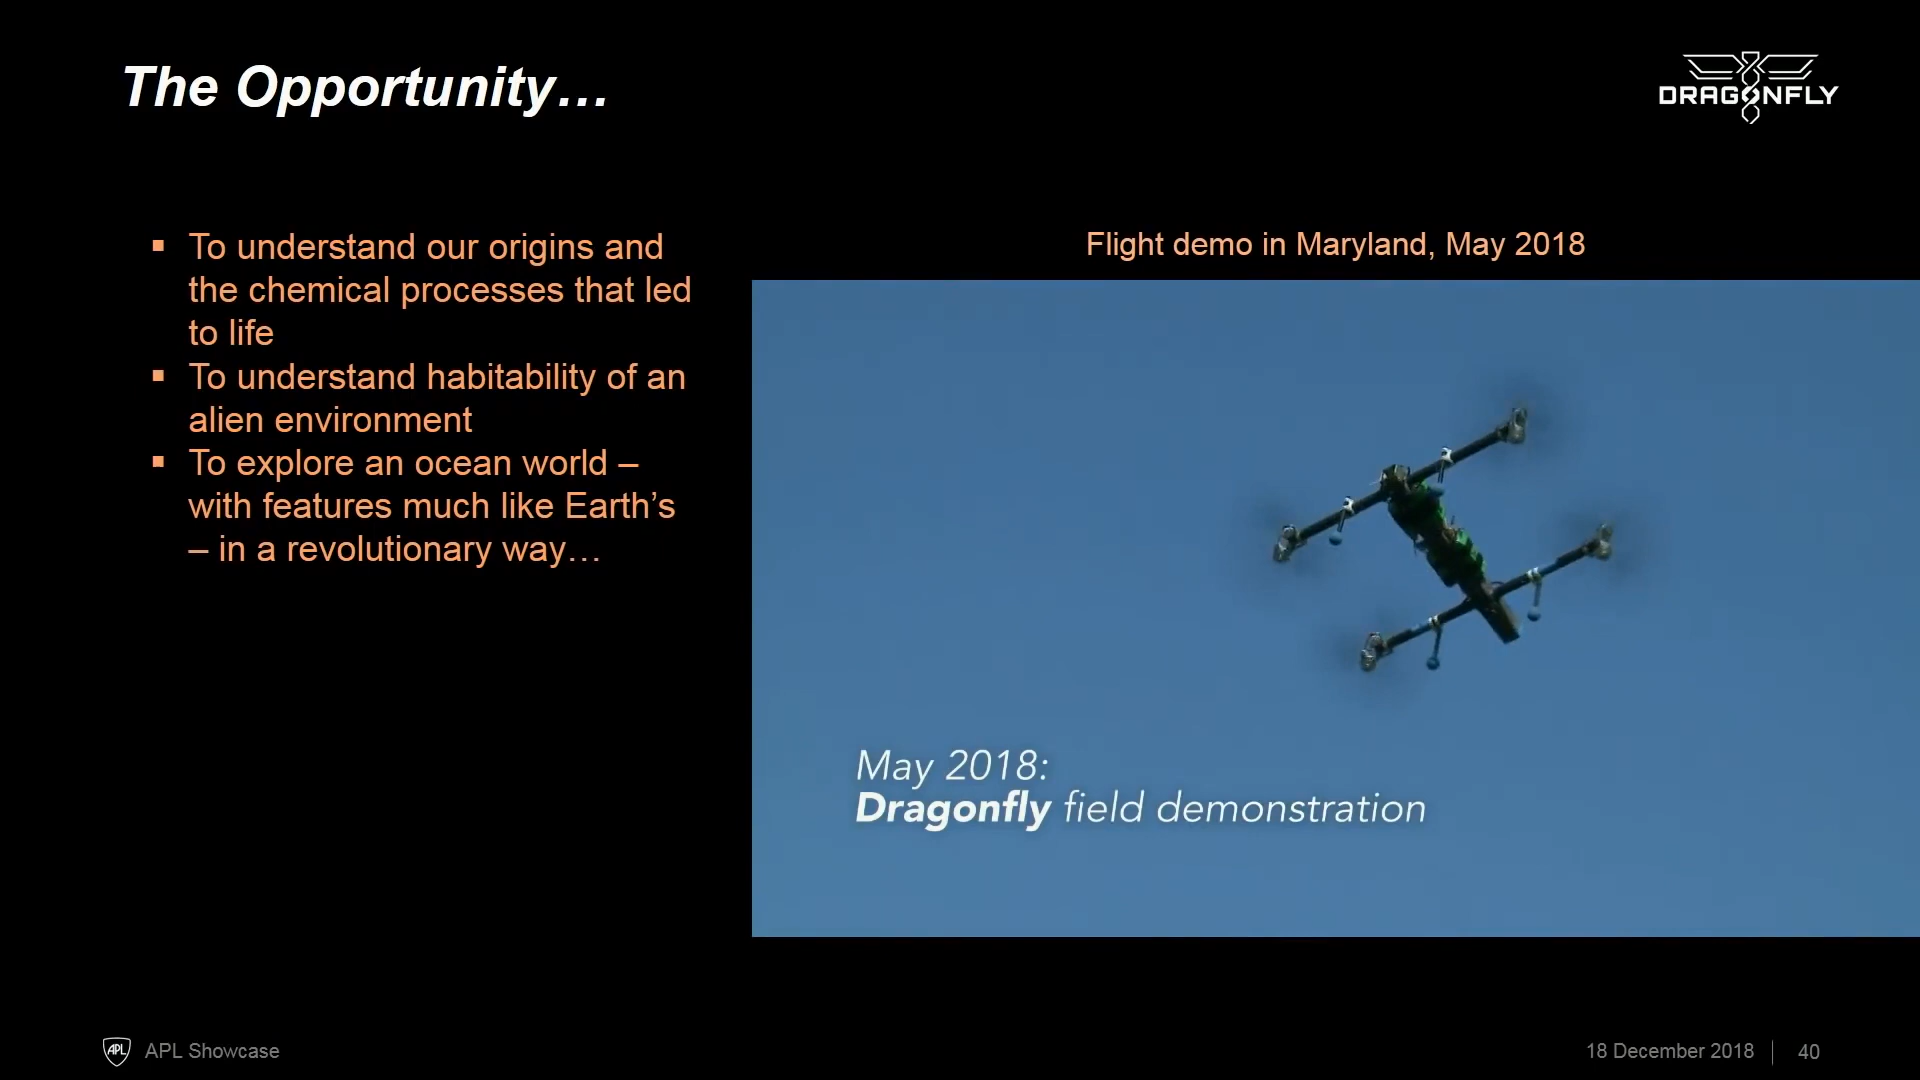 The Opportunity…
DRAGONFLY
▪ To understand our origins and
the chemical processes that led
to life
▪ To understand habitability of an
alien environment
▪ To explore an ocean world –
with features much like Earth’s
– in a revolutionary way…
Flight demo in Maryland, May 2018
May 2018:
Dragonfly field demonstration
APL
APL Showcase
18 December 2018 | 40